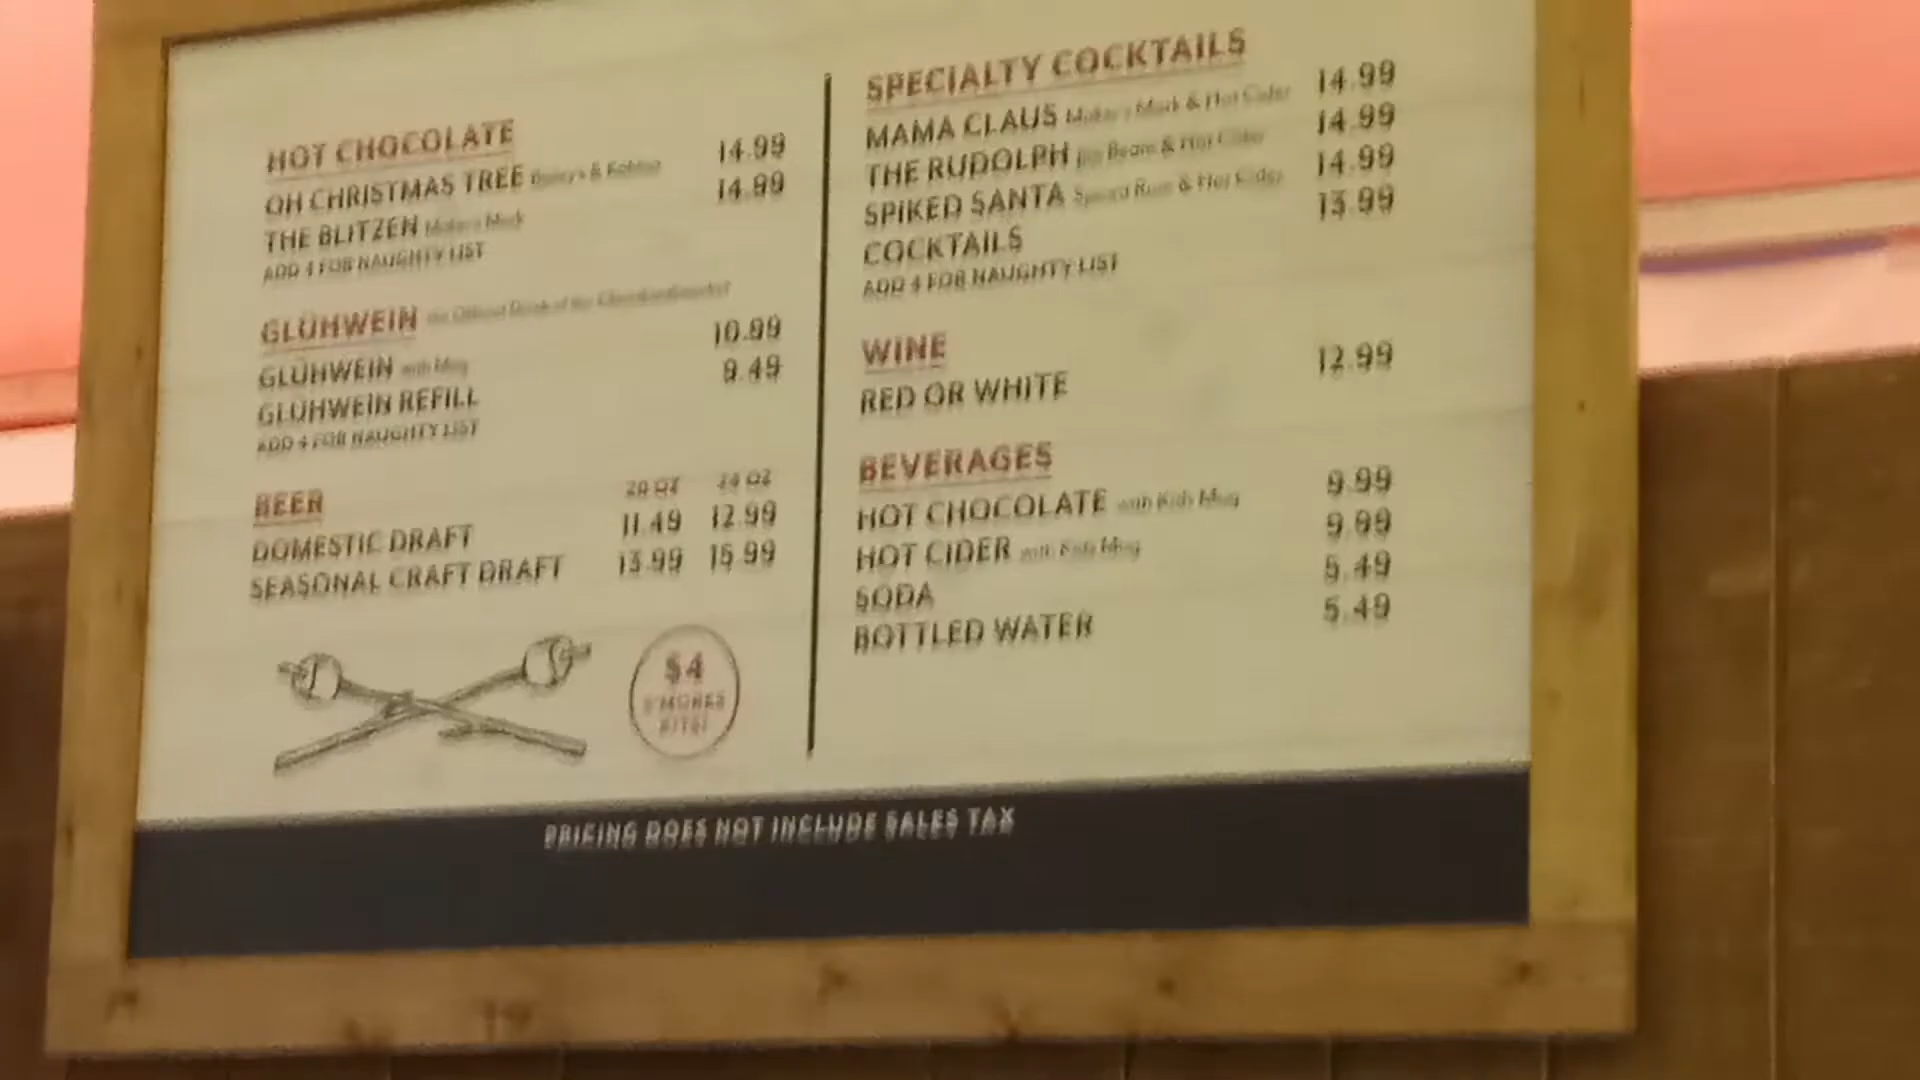 HOT CHOCOLATE
OH CHRISTMAS TREE Bailey's & Kahlua 14.99
THE BLITZEN Maker's Mark 14.99
ADD 4 FOR NAUGHTY LIST
GLÜHWEIN the Official Drink of the Christkindlmarket
GLÜHWEIN with Mug 10.99
GLÜHWEIN REFILL 9.49
ADD 4 FOR NAUGHTY LIST
BEER 20 OZ 24 OZ
DOMESTIC DRAFT 11.49 12.99
SEASONAL CRAFT DRAFT 13.99 15.99
$4
S'MORES
KITS!
SPECIALTY COCKTAILS
MAMA CLAUS Maker's Mark & Hot Cider 14.99
THE RUDOLPH Jim Beam & Hot Cider 14.99
SPIKED SANTA Spiced Rum & Hot Cider 14.99
COCKTAILS 13.99
ADD 4 FOR NAUGHTY LIST
WINE
RED OR WHITE 12.99
BEVERAGES
HOT CHOCOLATE with Kids Mug 9.99
HOT CIDER with Kids Mug 9.99
SODA 5.49
BOTTLED WATER 5.49
PRICING DOES NOT INCLUDE SALES TAX